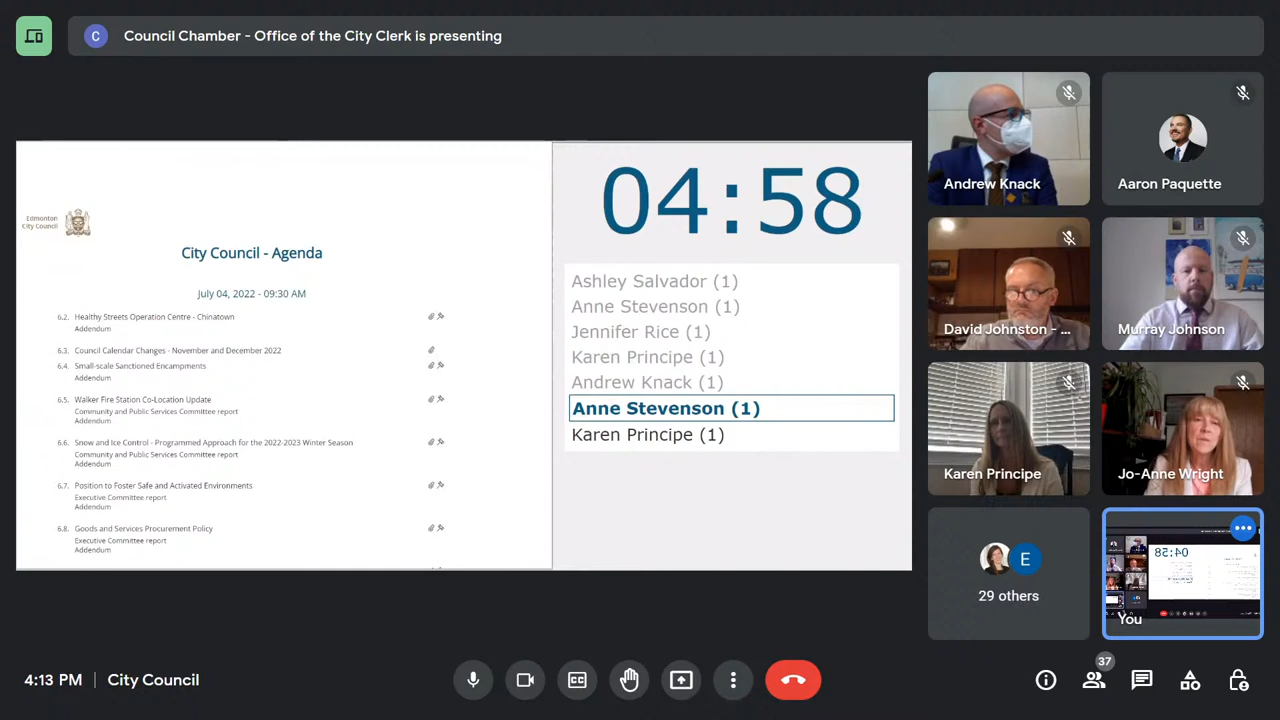 C
Council Chamber - Office of the City Clerk is presenting
Edmonton
City Council
City Council - Agenda
July 04, 2022 - 09:30 AM
6.2. Healthy Streets Operation Centre - Chinatown
Addendum
6.3. Council Calendar Changes - November and December 2022
6.4. Small-scale Sanctioned Encampments
Addendum
6.5. Walker Fire Station Co-Location Update
Community and Public Services Committee report
Addendum
6.6. Snow and Ice Control - Programmed Approach for the 2022-2023 Winter Season
Community and Public Services Committee report
Addendum
6.7. Position to Foster Safe and Activated Environments
Executive Committee report
Addendum
6.8. Goods and Services Procurement Policy
Executive Committee report
Addendum
04:58
Ashley Salvador (1)
Anne Stevenson (1)
Jennifer Rice (1)
Karen Principe (1)
Andrew Knack (1)
Anne Stevenson (1)
Karen Principe (1)
Andrew Knack
Aaron Paquette
David Johnston - ...
Murray Johnson
Karen Principe
Jo-Anne Wright
E
29 others
04:58
You
4:13 PM | City Council
CC
37